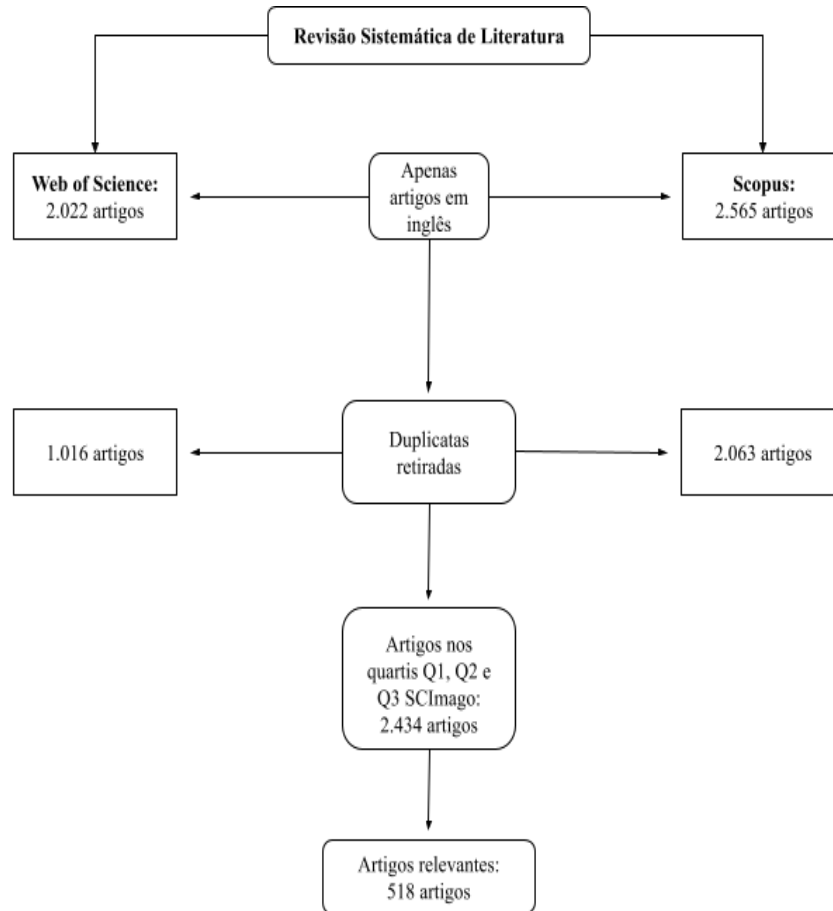 Revisão Sistemática de Literatura
Web of Science:
2.022 artigos
Apenas
artigos em
inglês
Scopus:
2.565 artigos
1.016 artigos
Duplicatas
retiradas
2.063 artigos
Artigos nos
quartis Q1, Q2 e
Q3 SCImago:
2.434 artigos
Artigos relevantes:
518 artigos